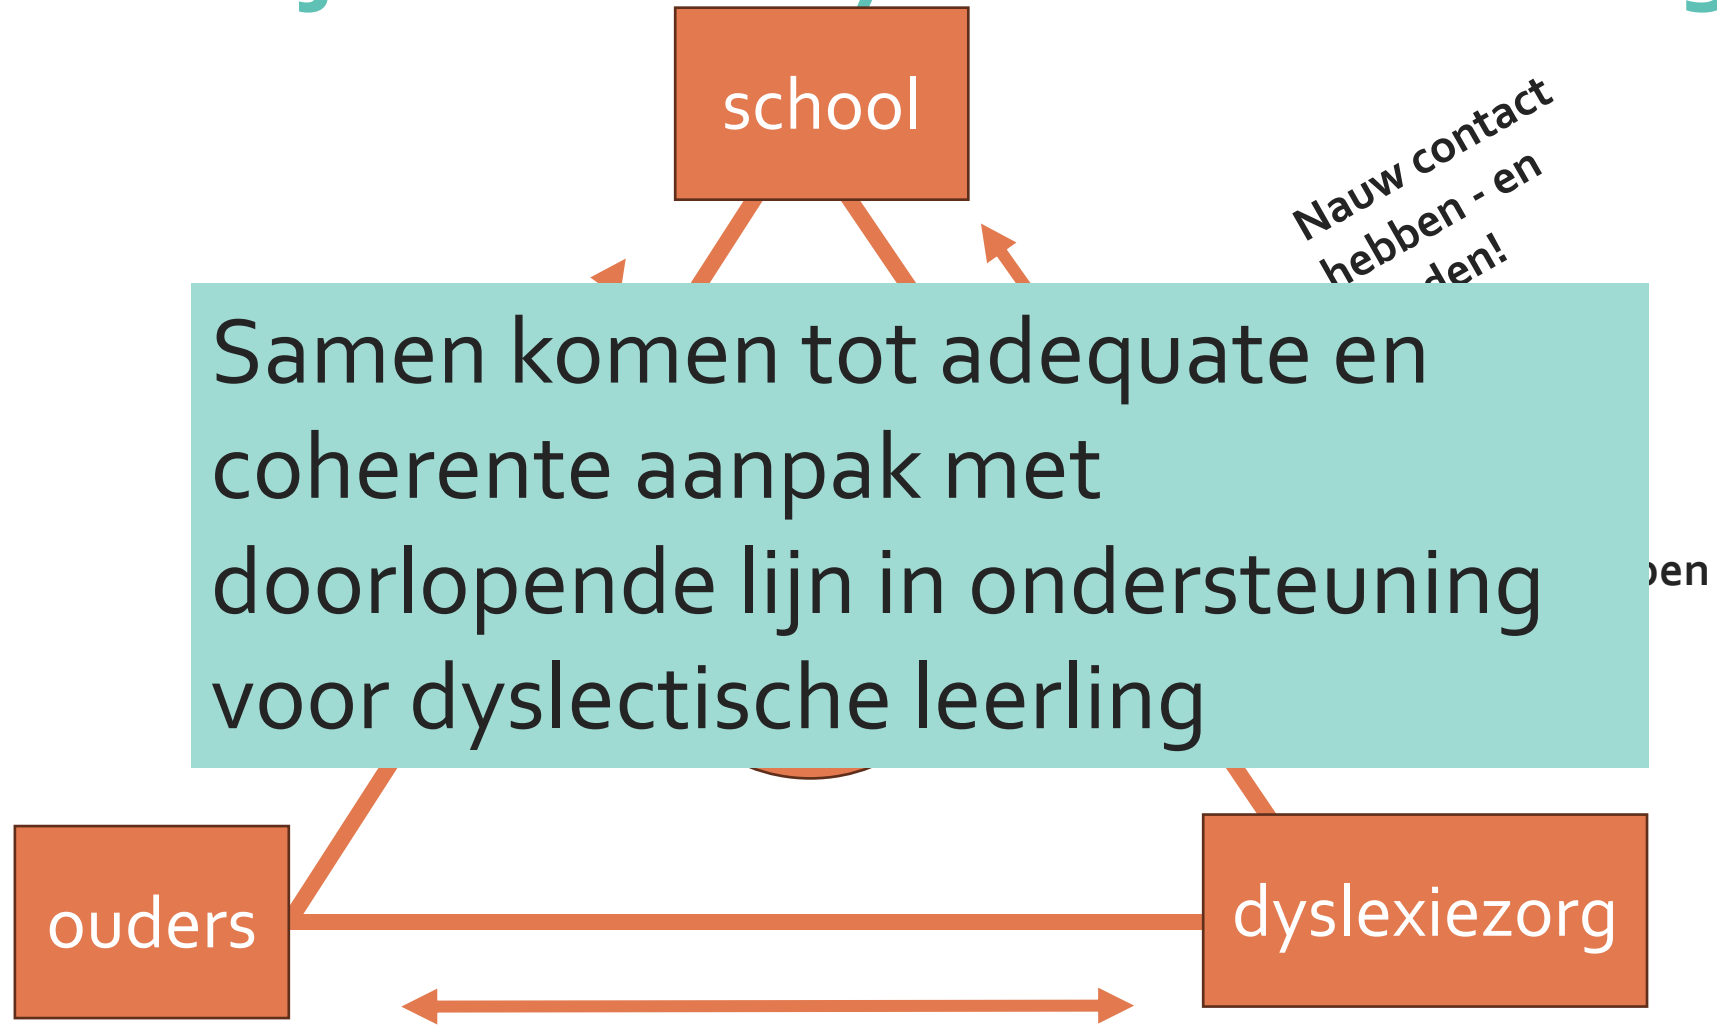 school
Nauw contact
hebben - en
Samen komen tot adequate en
coherente aanpak met
doorlopende lijn in ondersteuning
voor dyslectische leerling
ouders
dyslexiezorg